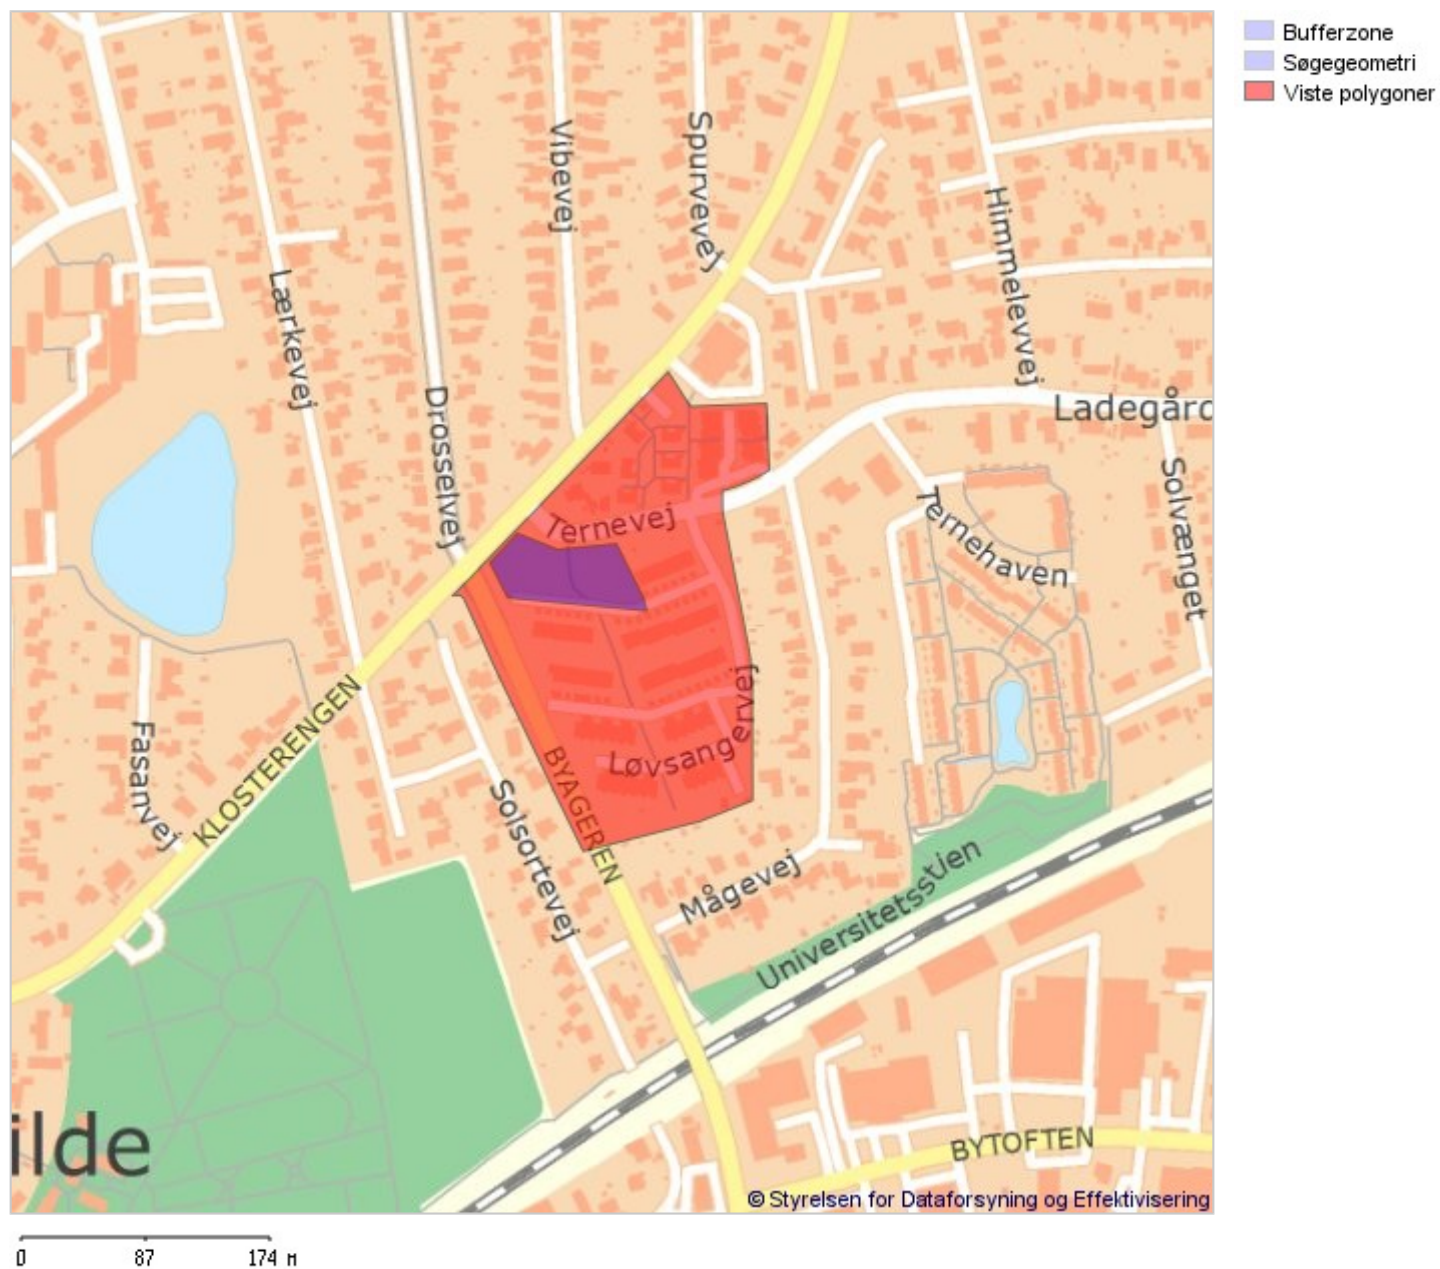 Bufferzone
Søgegeometri
Viste polygoner
Vibevej
Spurvevej
Himmelevvej
Lærkevej
Drosselvej
Ladegård
Solvænget
Ternevej
Ternehaven
Løvsangervej
Fasanvej
KLOSTERENGEN
BYAGEREN
Solsortevej
Mågevej
Universitetsstien
ilde
BYTOFTEN
© Styrelsen for Dataforsyning og Effektivisering
0 87 174 M